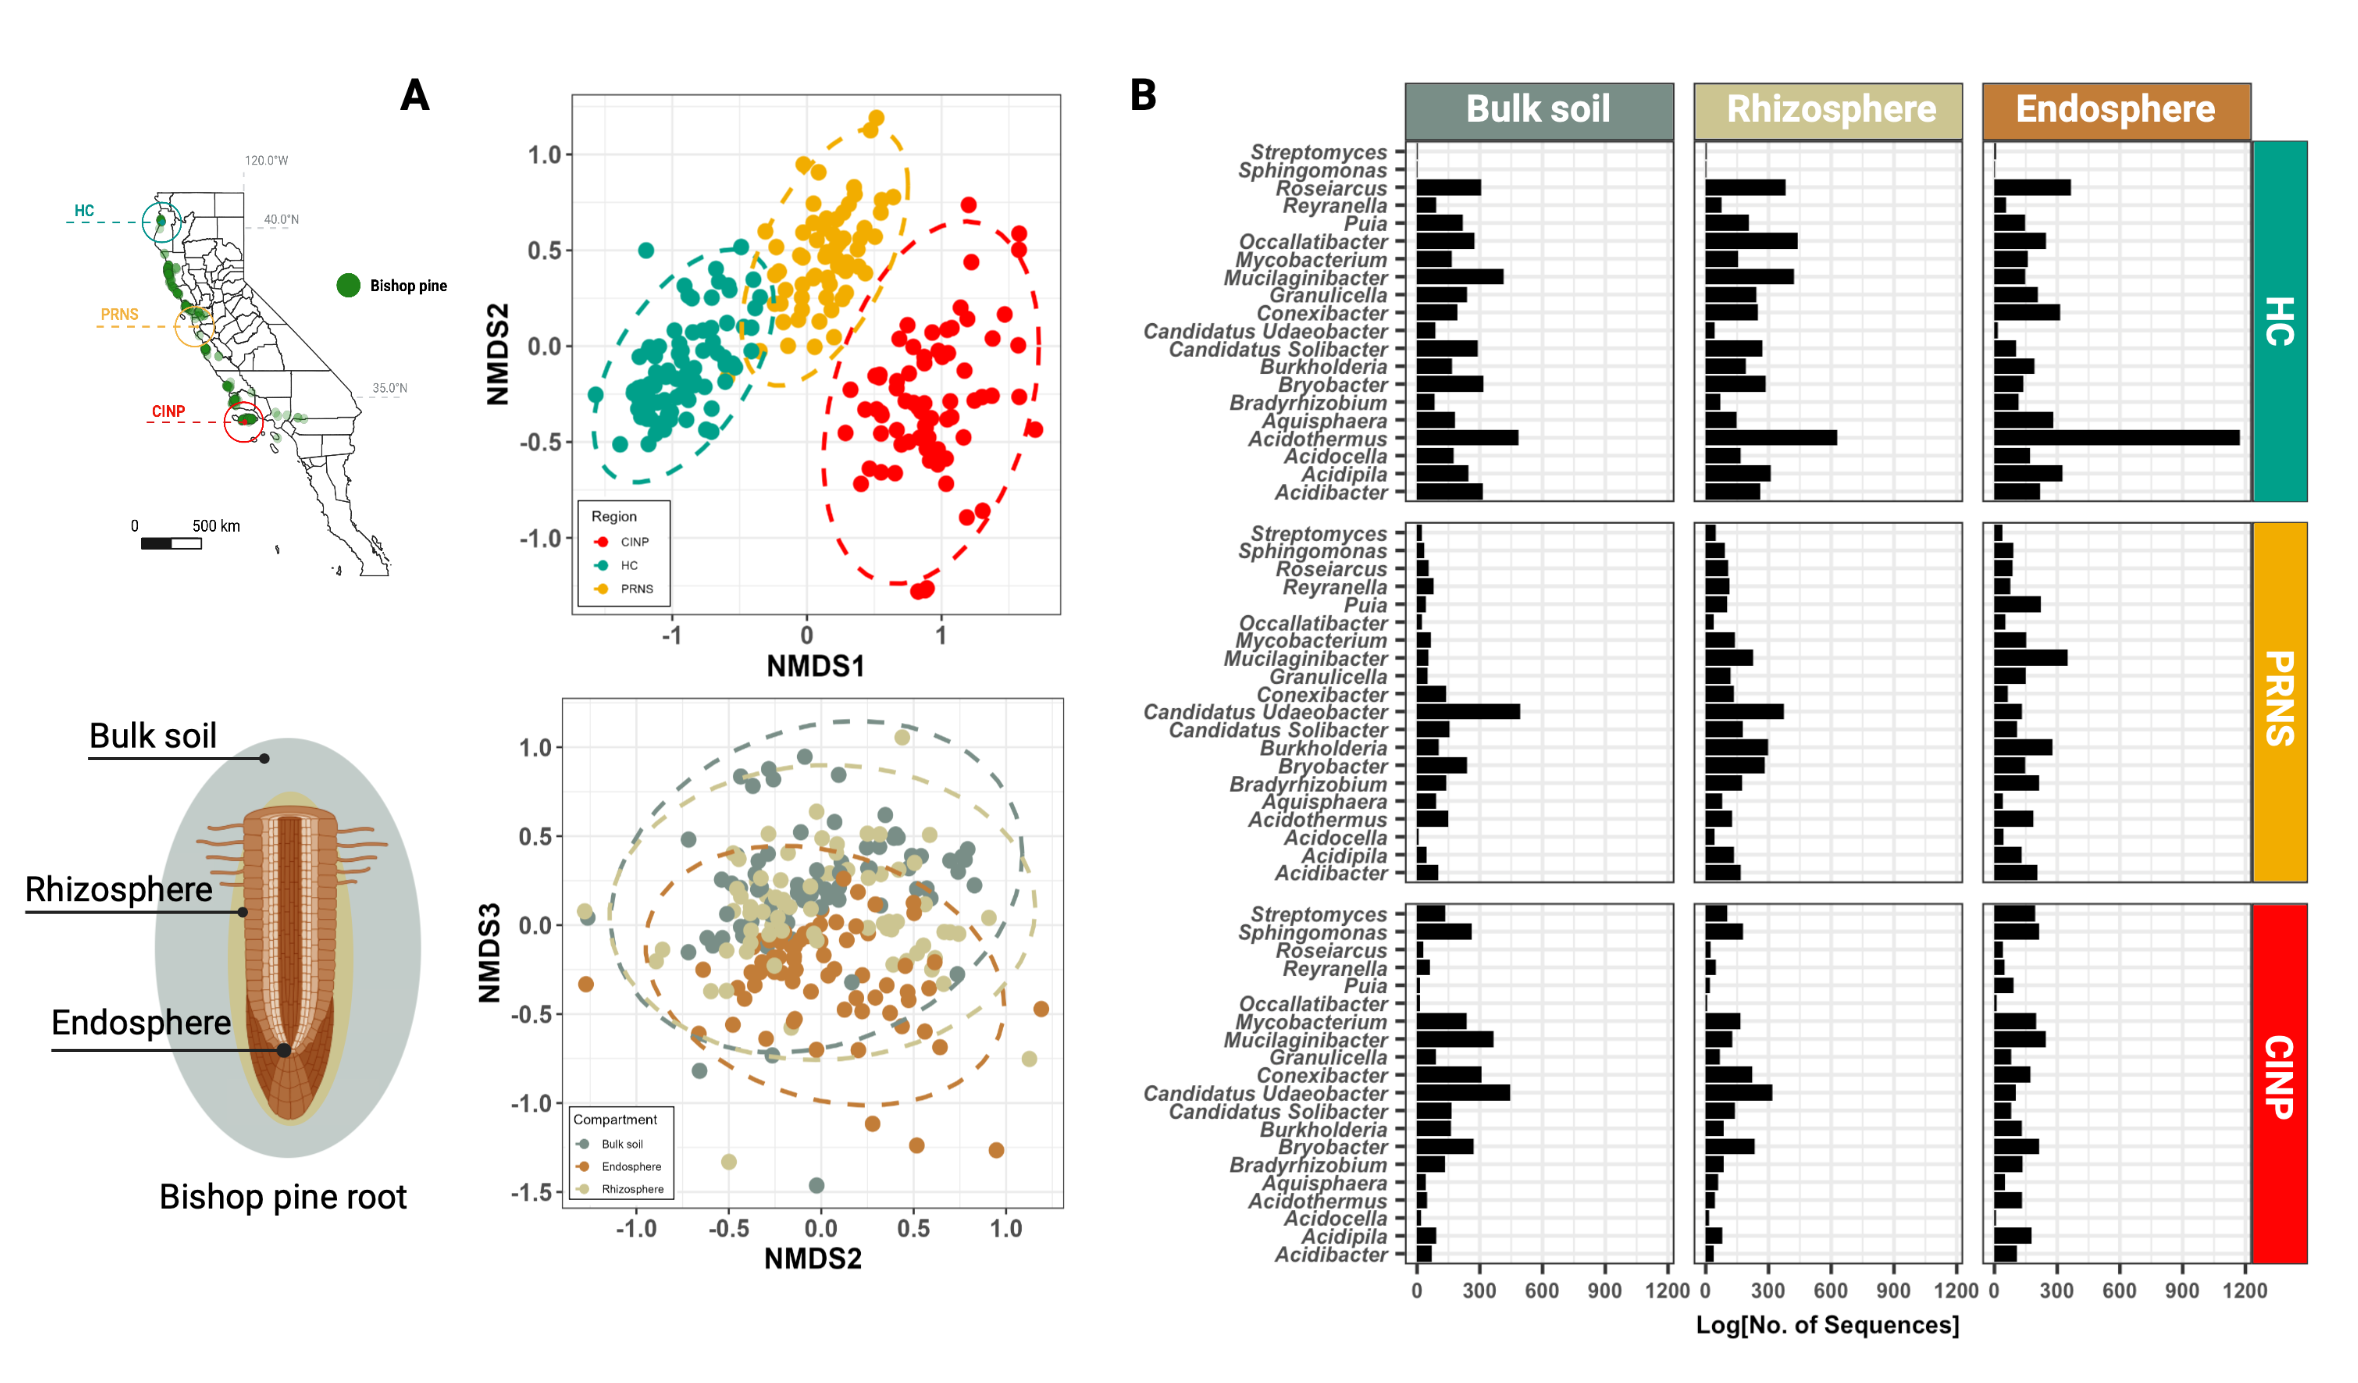 A
120.0°W
HC
40.0°N
Bishop pine
PRNS
35.0°N
CINP
0 500 km
Bulk soil
Rhizosphere
Endosphere
Bishop pine root
1.0
0.5
0.0
-0.5
-1.0
NMDS2
Region
CINP
HC
PRNS
-1 0 1
NMDS1
1.0
0.5
0.0
-0.5
-1.0
-1.5
NMDS3
Compartment
Bulk soil
Endosphere
Rhizosphere
-1.0 -0.5 0.0 0.5 1.0
NMDS2
B
Bulk soil Rhizosphere Endosphere
Streptomyces
Sphingomonas
Roseiarcus
Reyranella
Puia
Occallatibacter
Mycobacterium
Mucilaginibacter
Granulicella
Conexibacter
Candidatus Udaeobacter
Candidatus Solibacter
Burkholderia
Bryobacter
Bradyrhizobium
Aquisphaera
Acidothermus
Acidocella
Acidipila
Acidibacter
HC
Streptomyces
Sphingomonas
Roseiarcus
Reyranella
Puia
Occallatibacter
Mycobacterium
Mucilaginibacter
Granulicella
Conexibacter
Candidatus Udaeobacter
Candidatus Solibacter
Burkholderia
Bryobacter
Bradyrhizobium
Aquisphaera
Acidothermus
Acidocella
Acidipila
Acidibacter
PRNS
Streptomyces
Sphingomonas
Roseiarcus
Reyranella
Puia
Occallatibacter
Mycobacterium
Mucilaginibacter
Granulicella
Conexibacter
Candidatus Udaeobacter
Candidatus Solibacter
Burkholderia
Bryobacter
Bradyrhizobium
Aquisphaera
Acidothermus
Acidocella
Acidipila
Acidibacter
CINP
0 300 600 900 1200 0 300 600 900 1200 0 300 600 900 1200
Log[No. of Sequences]